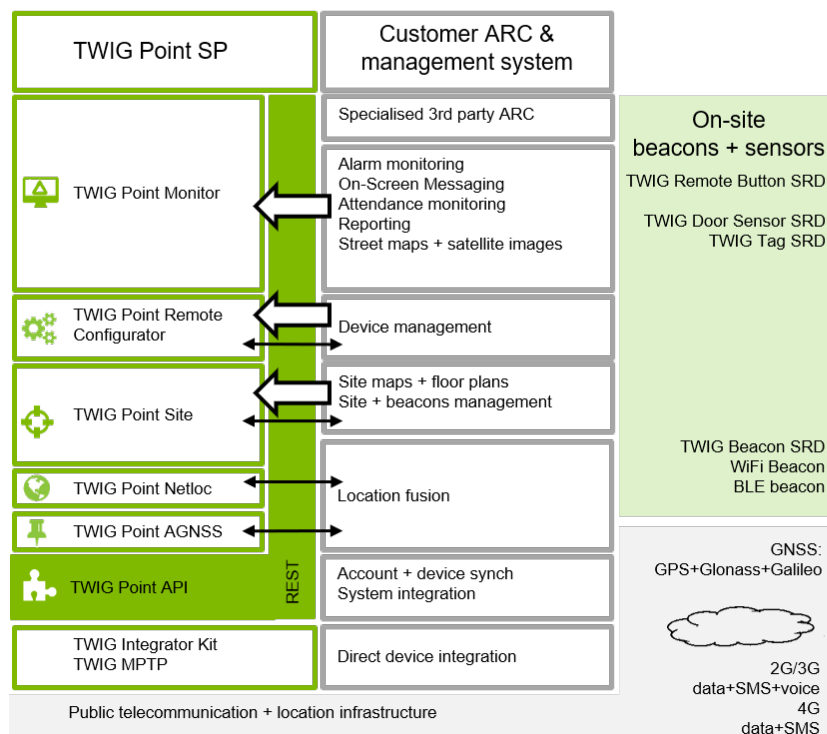 TWIG Point SP
Customer ARC &
management system
Specialised 3rd party ARC
TWIG Point Monitor
Alarm monitoring
On-Screen Messaging
Attendance monitoring
Reporting
Street maps + satellite images
TWIG Point Remote
Configurator
Device management
TWIG Point Site
Site maps + floor plans
Site + beacons management
TWIG Point Netloc
Location fusion
TWIG Point AGNSS
TWIG Point API
REST
Account + device synch
System integration
TWIG Integrator Kit
TWIG MPTP
Direct device integration
Public telecommunication + location infrastructure
On-site
beacons + sensors
TWIG Remote Button SRD
TWIG Door Sensor SRD
TWIG Tag SRD
TWIG Beacon SRD
WiFi Beacon
BLE beacon
GNSS:
GPS+Glonass+Galileo
2G/3G
data+SMS+voice
4G
data+SMS